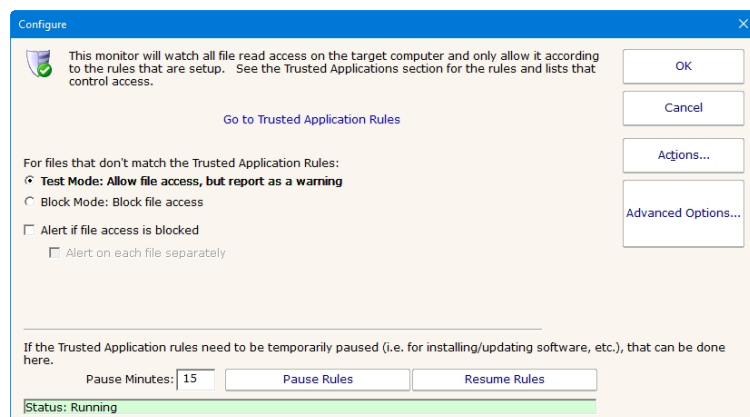 Configure
This monitor will watch all file read access on the target computer and only allow it according
to the rules that are setup. See the Trusted Applications section for the rules and lists that
control access.
Go to Trusted Application Rules
OK
Cancel
Actions...
Advanced Options...
For files that don't match the Trusted Application Rules:
Test Mode: Allow file access, but report as a warning
Block Mode: Block file access
Alert if file access is blocked
Alert on each file separately
If the Trusted Application rules need to be temporarily paused (i.e. for installing/updating software, etc.), that can be done
here.
Pause Minutes: 15 Pause Rules Resume Rules
Status: Running